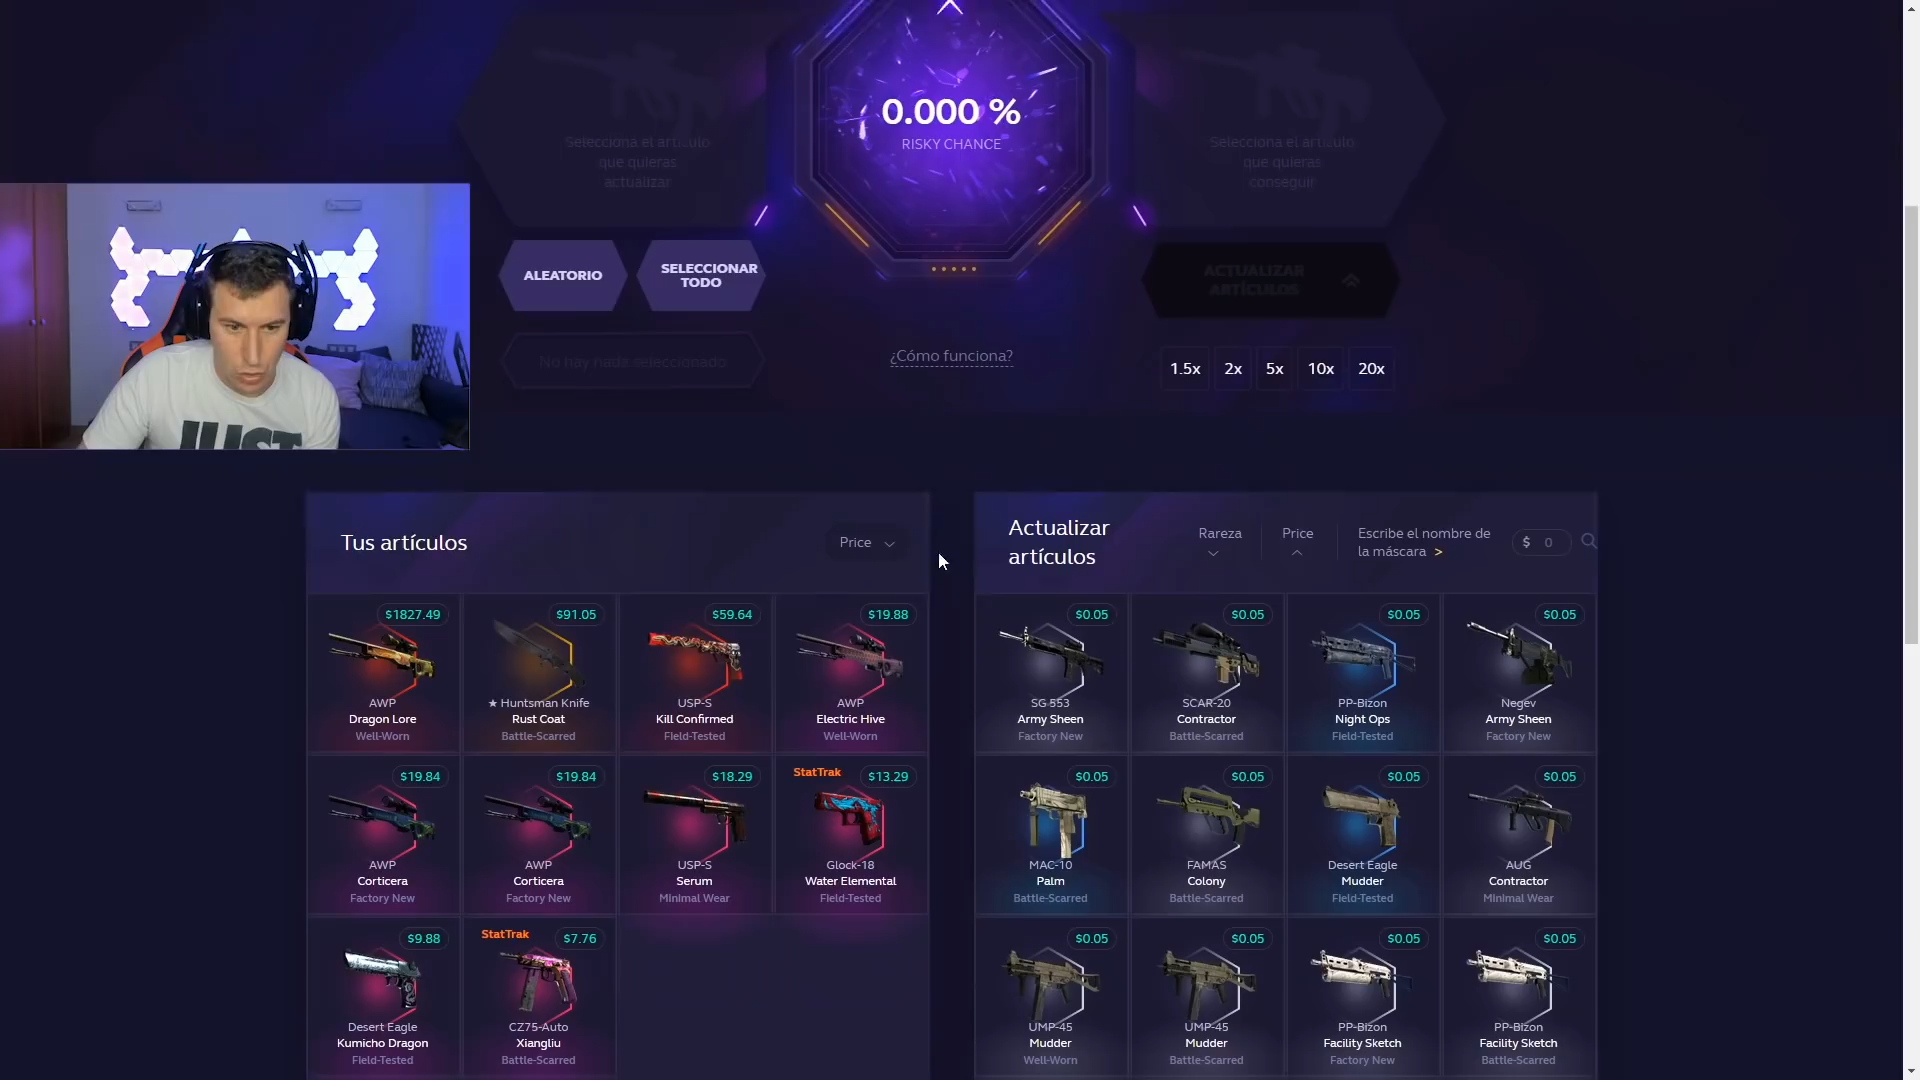 0.000 %
RISKY CHANCE
Selecciona el artículo
que quieras
actualizar
Selecciona el artículo
que quieras
conseguir
ALEATORIO
SELECCIONAR
TODO
ACTUALIZAR
ARTÍCULOS
No hay nada seleccionado
¿Cómo funciona?
1.5x 2x 5x 10x 20x
JUST
Tus artículos
Price
Actualizar
artículos
Rareza
Price
Escribe el nombre de
la máscara >
$ 0
$1827.49
AWP
Dragon Lore
Well-Worn
$91.05
★ Huntsman Knife
Rust Coat
Battle-Scarred
$59.64
USP-S
Kill Confirmed
Field-Tested
$19.88
AWP
Electric Hive
Well-Worn
$19.84
AWP
Corticera
Factory New
$19.84
AWP
Corticera
Factory New
$18.29
USP-S
Serum
Minimal Wear
StatTrak $13.29
Glock-18
Water Elemental
Field-Tested
$9.88
Desert Eagle
Kumicho Dragon
Field-Tested
StatTrak $7.76
CZ75-Auto
Xiangliu
Battle-Scarred
$0.05
SG 553
Army Sheen
Factory New
$0.05
SCAR-20
Contractor
Battle-Scarred
$0.05
PP-Bizon
Night Ops
Field-Tested
$0.05
Negev
Army Sheen
Factory New
$0.05
MAC-10
Palm
Battle-Scarred
$0.05
FAMAS
Colony
Battle-Scarred
$0.05
Desert Eagle
Mudder
Field-Tested
$0.05
AUG
Contractor
Minimal Wear
$0.05
UMP-45
Mudder
Well-Worn
$0.05
UMP-45
Mudder
Battle-Scarred
$0.05
PP-Bizon
Facility Sketch
Factory New
$0.05
PP-Bizon
Facility Sketch
Battle-Scarred